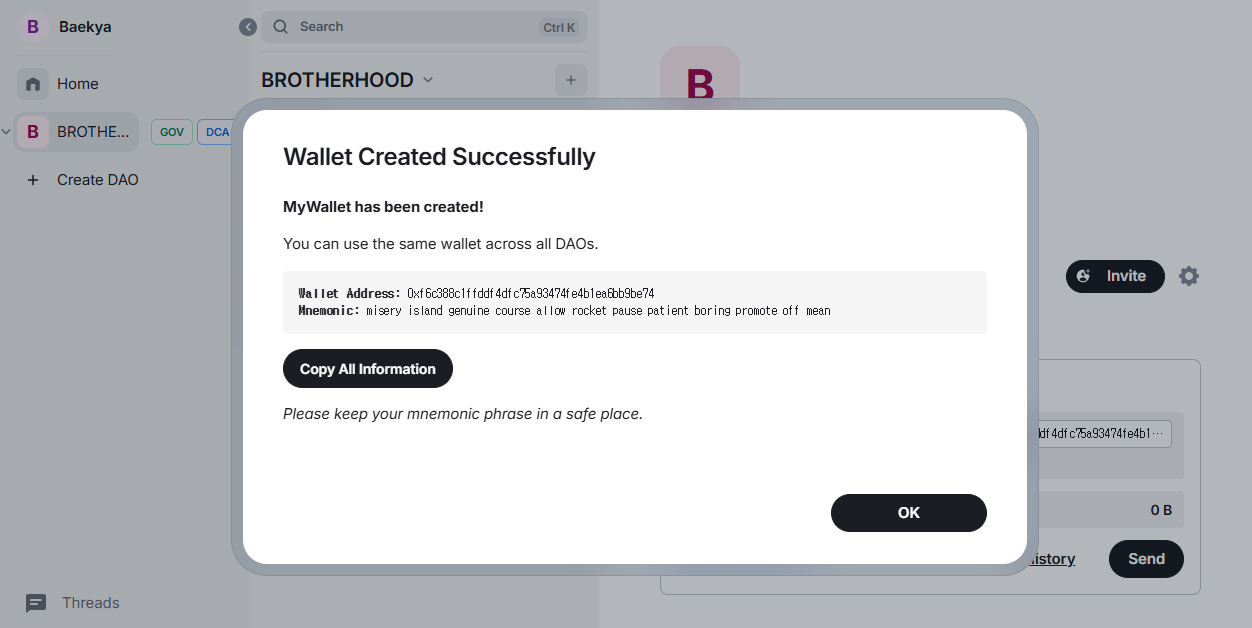 B Baekya
Search Ctrl K
Home
BROTHERHOOD
+
B BROTHE... GOV DCA
+ Create DAO
B
Wallet Created Successfully
MyWallet has been created!
You can use the same wallet across all DAOs.
Wallet Address: 0xf6c388c1ffddf4dfc75a93474fe4b1ea6bb9be74
Mnemonic: misery island genuine course allow rocket pause patient boring promote off mean
Copy All Information
Please keep your mnemonic phrase in a safe place.
OK
Invite
df4dfc75a93474fe4b1...
0 B
istory Send
Threads